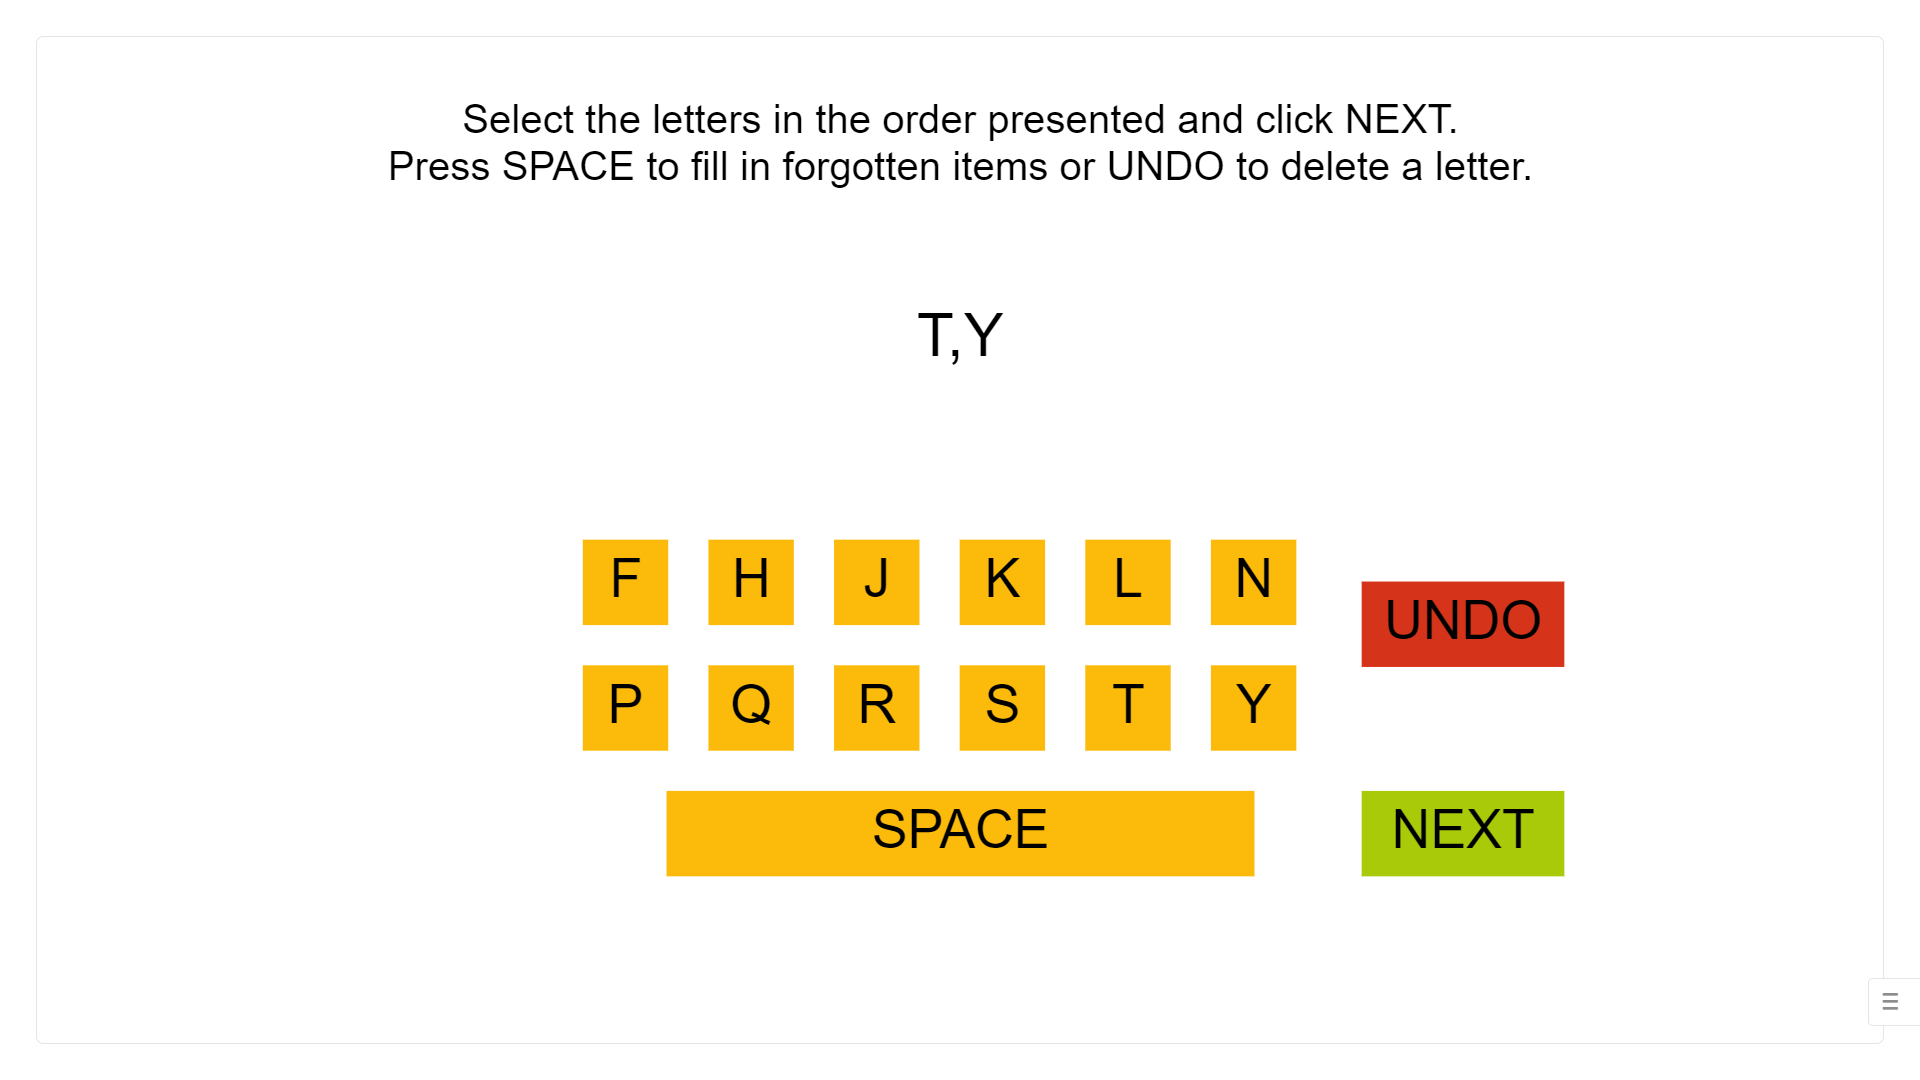 Select the letters in the order presented and click NEXT.
Press SPACE to fill in forgotten items or UNDO to delete a letter.
T,Y
F H J K L N
UNDO
P Q R S T Y
SPACE
NEXT